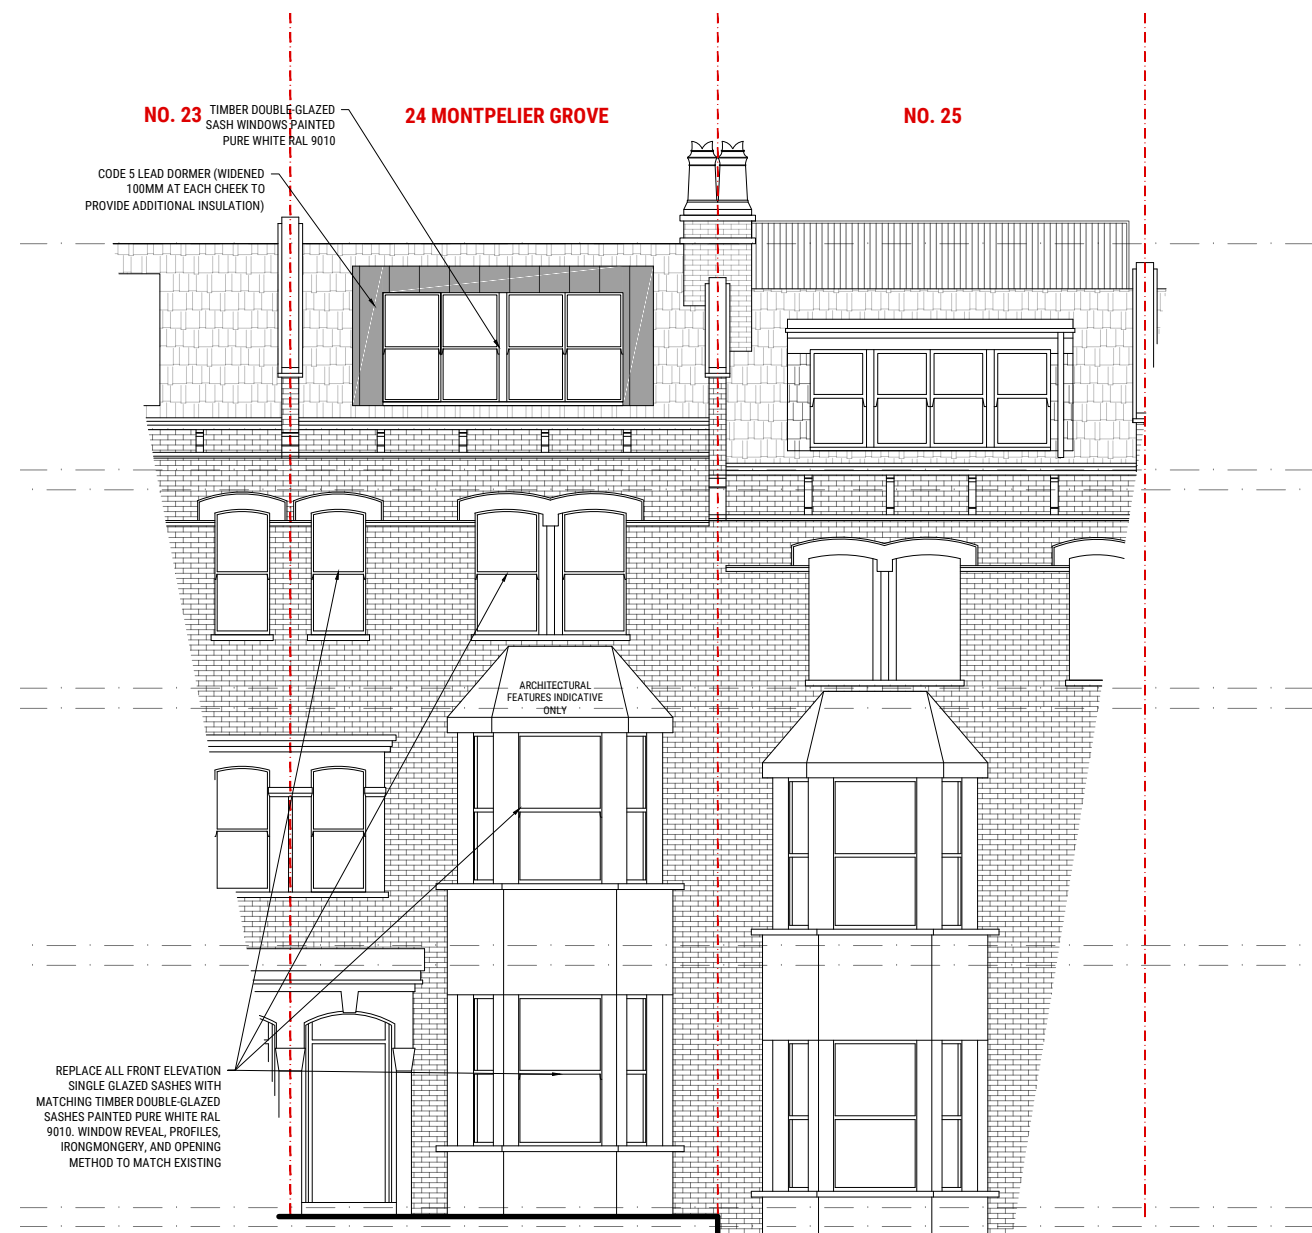 NO. 23
24 MONTPELIER GROVE
NO. 25
TIMBER DOUBLE-GLAZED
SASH WINDOWS PAINTED
PURE WHITE RAL 9010
CODE 5 LEAD DORMER (WIDENED
100MM AT EACH CHEEK TO
PROVIDE ADDITIONAL INSULATION)
ARCHITECTURAL
FEATURES INDICATIVE
ONLY
REPLACE ALL FRONT ELEVATION
SINGLE GLAZED SASHES WITH
MATCHING TIMBER DOUBLE-GLAZED
SASHES PAINTED PURE WHITE RAL
9010. WINDOW REVEAL, PROFILES,
IRONGMONGERY, AND OPENING
METHOD TO MATCH EXISTING